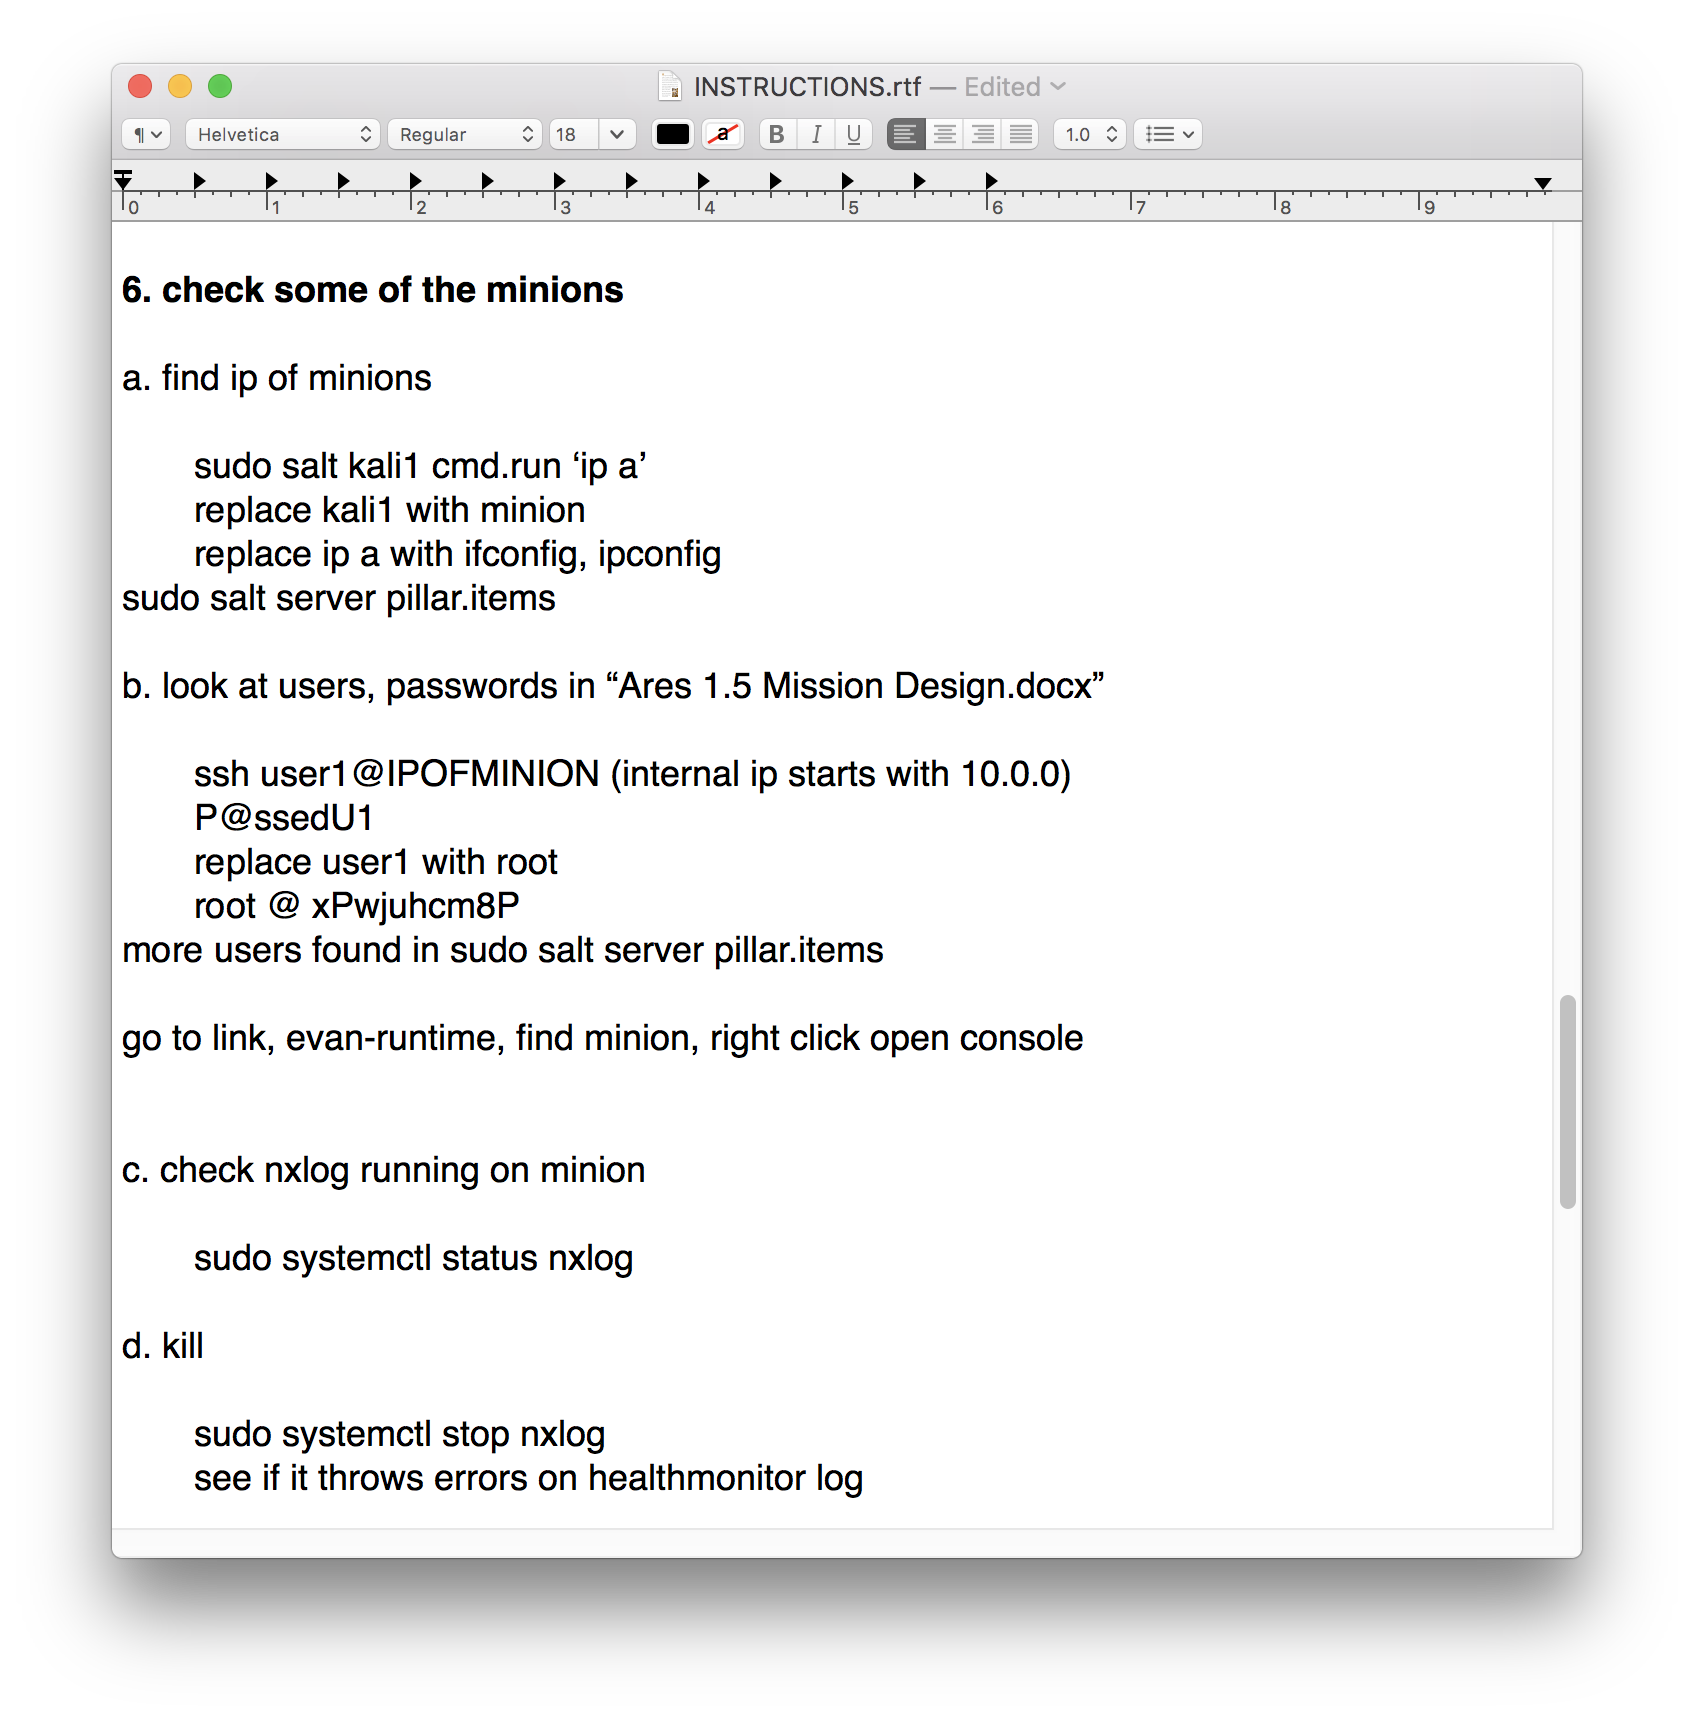 INSTRUCTIONS.rtf — Edited
¶ Helvetica Regular 18 a B I U 1.0
0 1 2 3 4 5 6 7 8 9
6. check some of the minions
a. find ip of minions
sudo salt kali1 cmd.run ‘ip a’
replace kali1 with minion
replace ip a with ifconfig, ipconfig
sudo salt server pillar.items
b. look at users, passwords in “Ares 1.5 Mission Design.docx”
ssh user1@IPOFMINION (internal ip starts with 10.0.0)
P@ssedU1
replace user1 with root
root @ xPwjuhcm8P
more users found in sudo salt server pillar.items
go to link, evan-runtime, find minion, right click open console
c. check nxlog running on minion
sudo systemctl status nxlog
d. kill
sudo systemctl stop nxlog
see if it throws errors on healthmonitor log